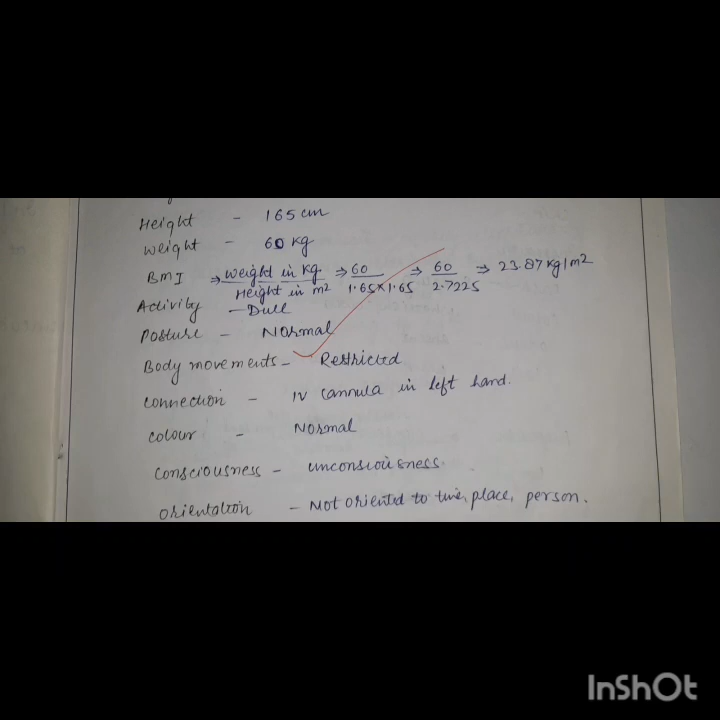 Height - 165 cm
Weight - 60 kg
BMI ⇒ weight in kg / Height in m2 ⇒ 60 / 1.65×1.65 ⇒ 60 / 2.7225 ⇒ 23.87 kg/m2
Activity - Dull
Posture - Normal
Body movements - Restricted
Connection - IV cannula in left hand.
Colour - Normal
Consciousness - unconsciousness
Orientation - Not oriented to time, place, person.
InShOt